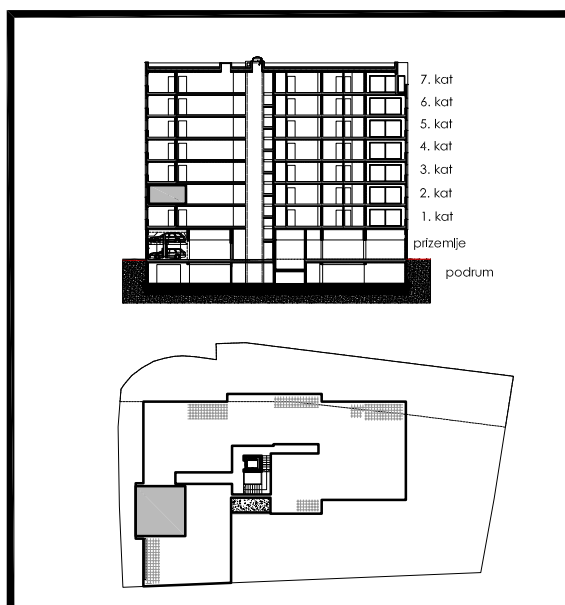 7. kat
6. kat
5. kat
4. kat
3. kat
2. kat
1. kat
prizemlje
podrum